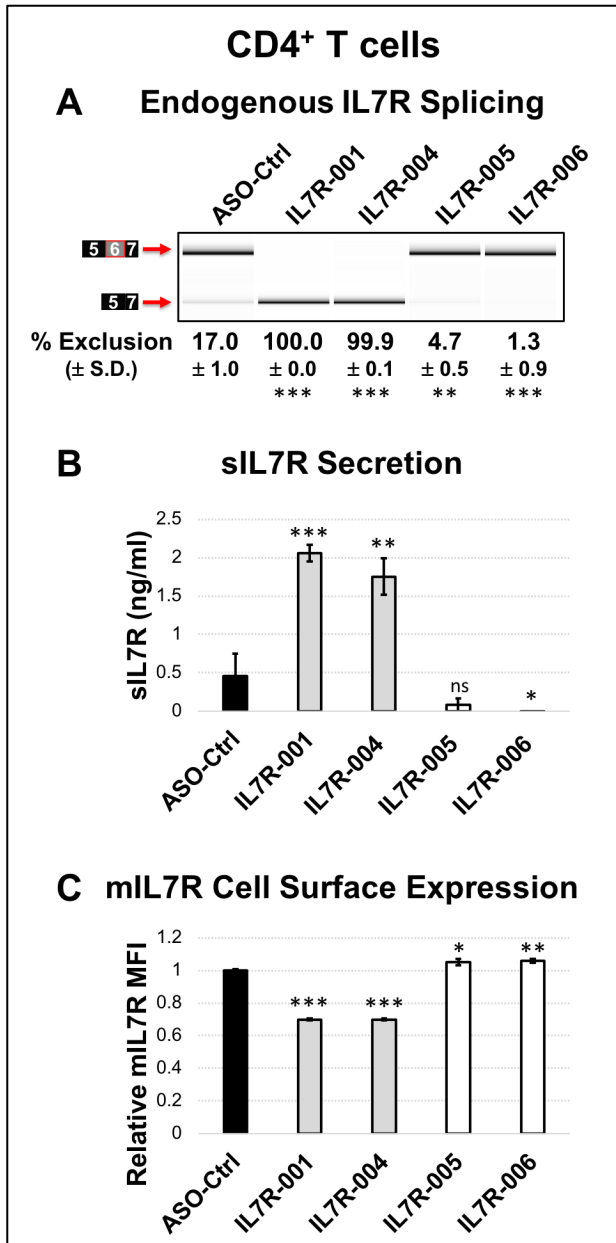 CD4⁺ T cells
A Endogenous IL7R Splicing
ASO-Ctrl
IL7R-001
IL7R-004
IL7R-005
IL7R-006
5 6 7
5 7
% Exclusion 17.0 100.0 99.9 4.7 1.3
(± S.D.) ± 1.0 ± 0.0 ± 0.1 ± 0.5 ± 0.9
*** *** ** ***
B sIL7R Secretion
sIL7R (ng/ml)
2.5
2
1.5
1
0.5
0
*** ** ns *
ASO-Ctrl
IL7R-001
IL7R-004
IL7R-005
IL7R-006
C mIL7R Cell Surface Expression
Relative mIL7R MFI
1.2
1
0.8
0.6
0.4
0.2
0
*** *** * **
ASO-Ctrl
IL7R-001
IL7R-004
IL7R-005
IL7R-006